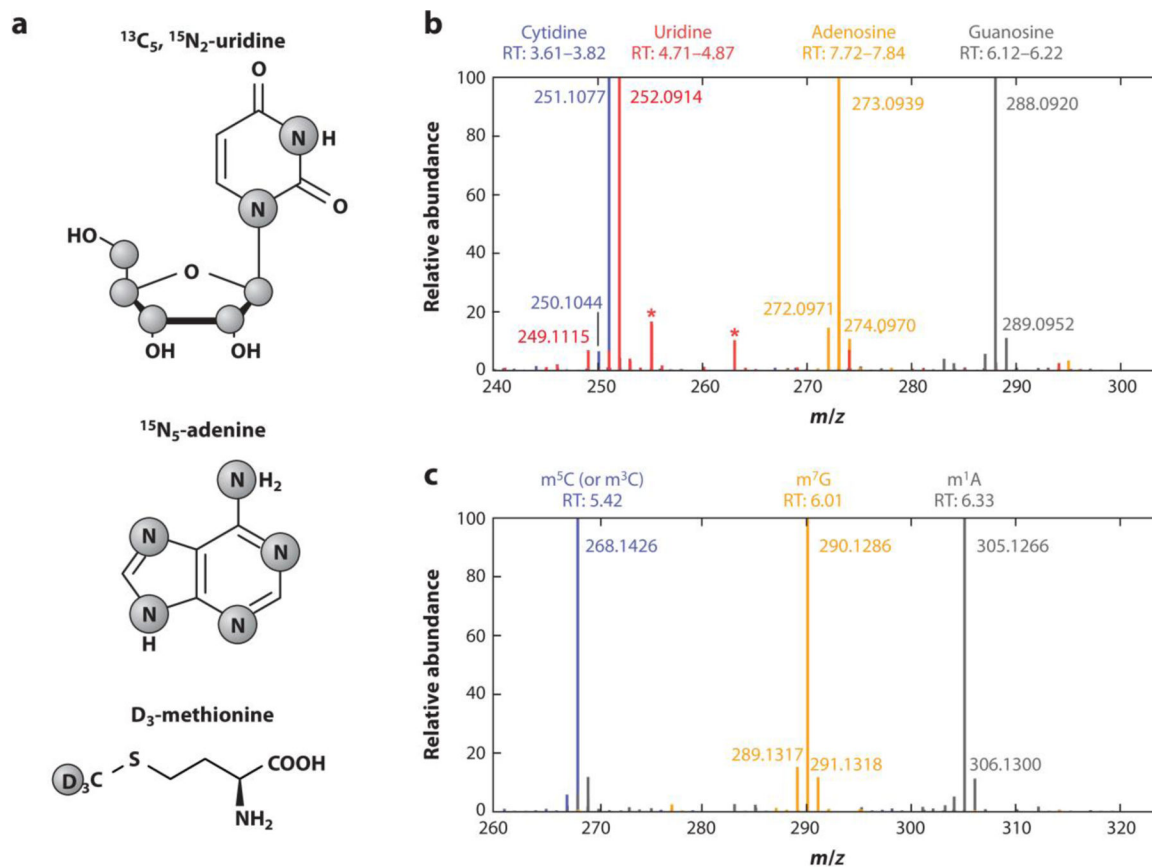 a
¹³C₅, ¹⁵N₂-uridine
O
N H
N O
HO
O
OH OH
¹⁵N₅-adenine
N H₂
N N
N N
H
D₃-methionine
D₃C S COOH
NH₂
b
Cytidine Uridine Adenosine Guanosine
RT: 3.61–3.82 RT: 4.71–4.87 RT: 7.72–7.84 RT: 6.12–6.22
Relative abundance
100
80
60
40
20
0
251.1077 252.0914 273.0939 288.0920
250.1044 * 272.0971
249.1115 * 274.0970 289.0952
240 250 260 270 280 290 300
m/z
c
m⁵C (or m³C) m⁷G m¹A
RT: 5.42 RT: 6.01 RT: 6.33
Relative abundance
100
80
60
40
20
0
268.1426 290.1286 305.1266
289.1317 291.1318 306.1300
260 270 280 290 300 310 320
m/z